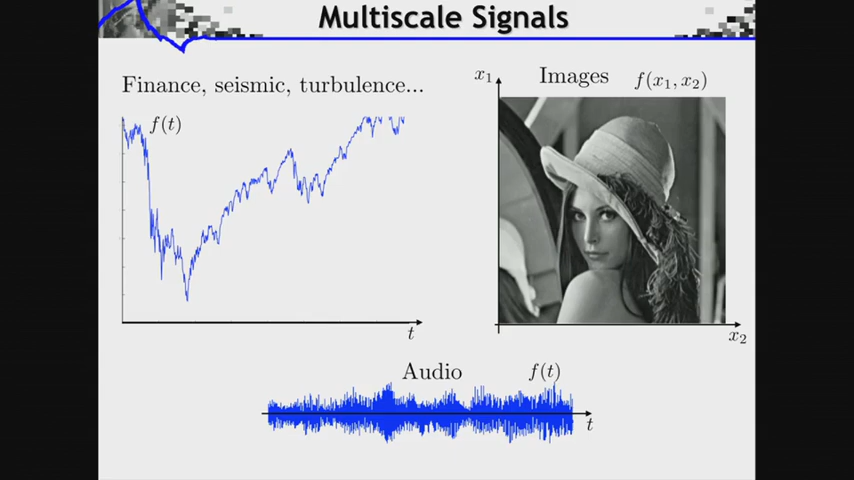 Multiscale Signals
Finance, seismic, turbulence...
f(t)
t
x₁
Images
f(x₁, x₂)
x₂
Audio
f(t)
t